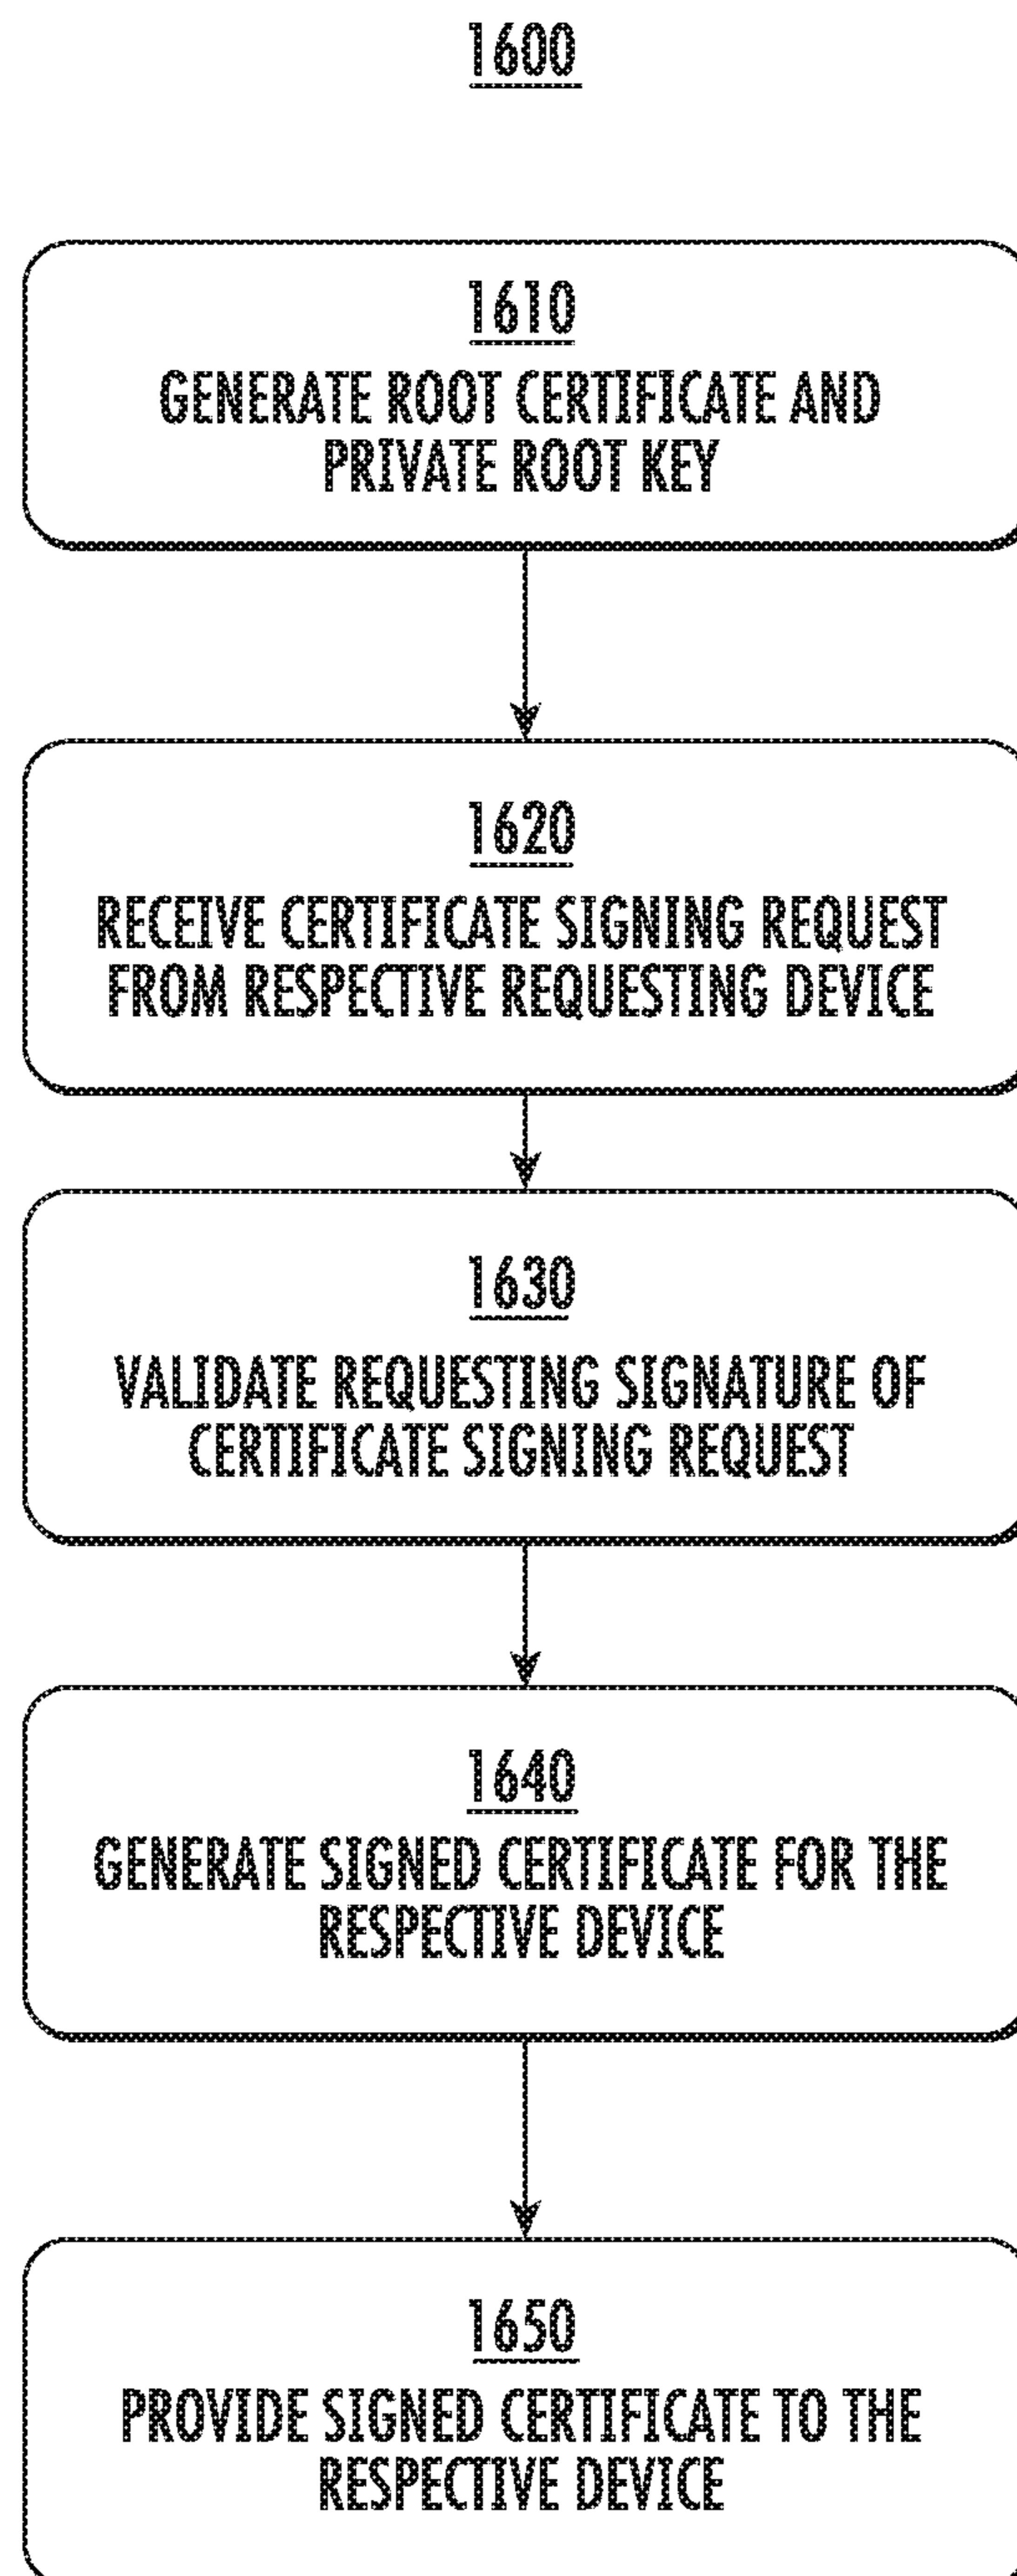 1600
1610
GENERATE ROOT CERTIFICATE AND
PRIVATE ROOT KEY
1620
RECEIVE CERTIFICATE SIGNING REQUEST
FROM RESPECTIVE REQUESTING DEVICE
1630
VALIDATE REQUESTING SIGNATURE OF
CERTIFICATE SIGNING REQUEST
1640
GENERATE SIGNED CERTIFICATE FOR THE
RESPECTIVE DEVICE
1650
PROVIDE SIGNED CERTIFICATE TO THE
RESPECTIVE DEVICE